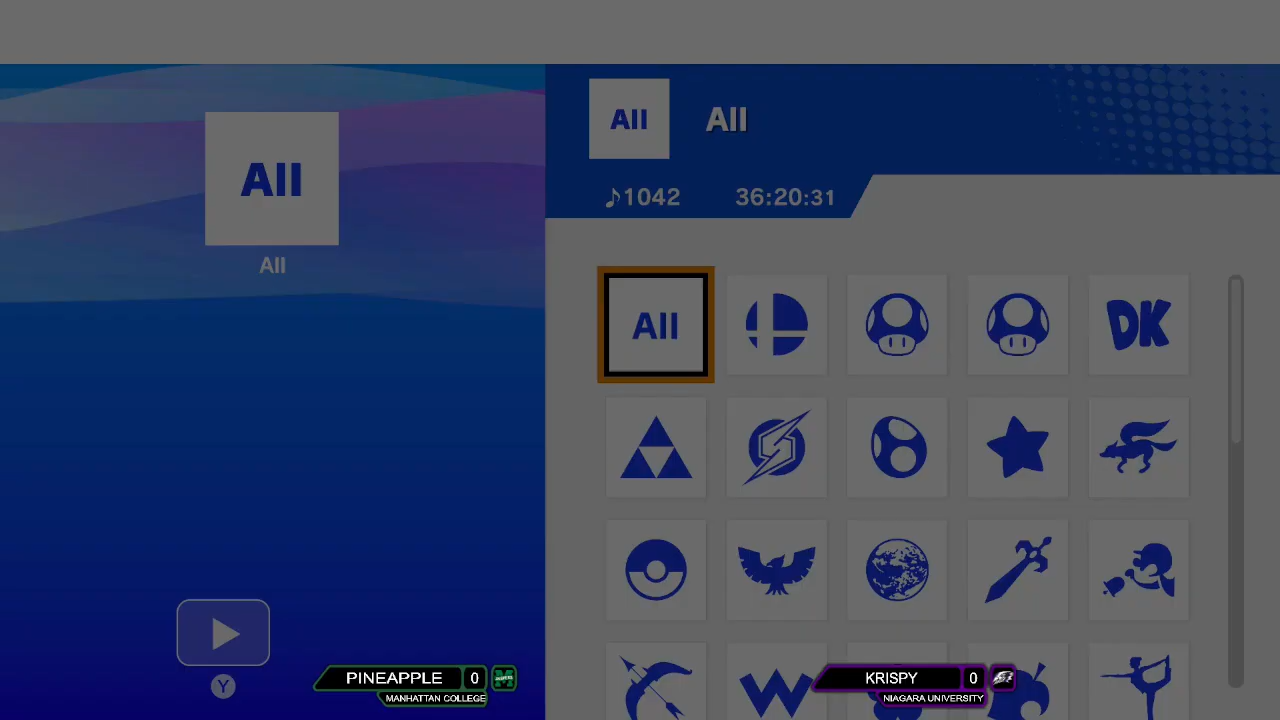 All
All
All
All
♪1042 36:20:31
All
DK
W
Y
PINEAPPLE 0
MANHATTAN COLLEGE
KRISPY 0
NIAGARA UNIVERSITY